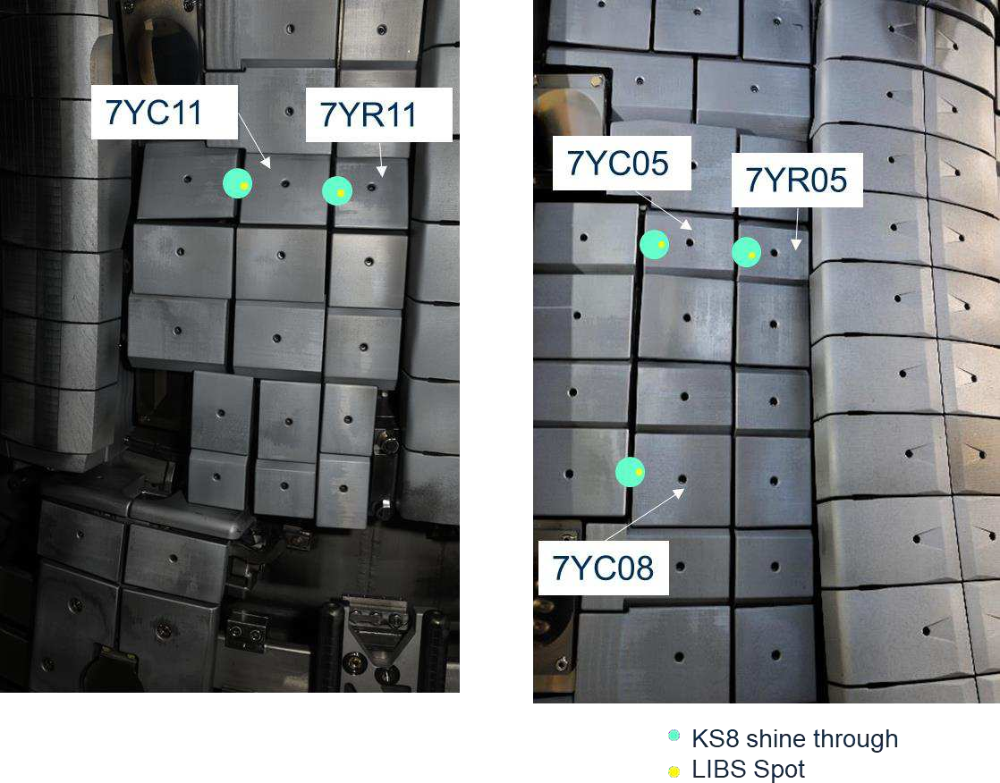 7YC11
7YR11
7YC05
7YR05
7YC08
KS8 shine through
LIBS Spot